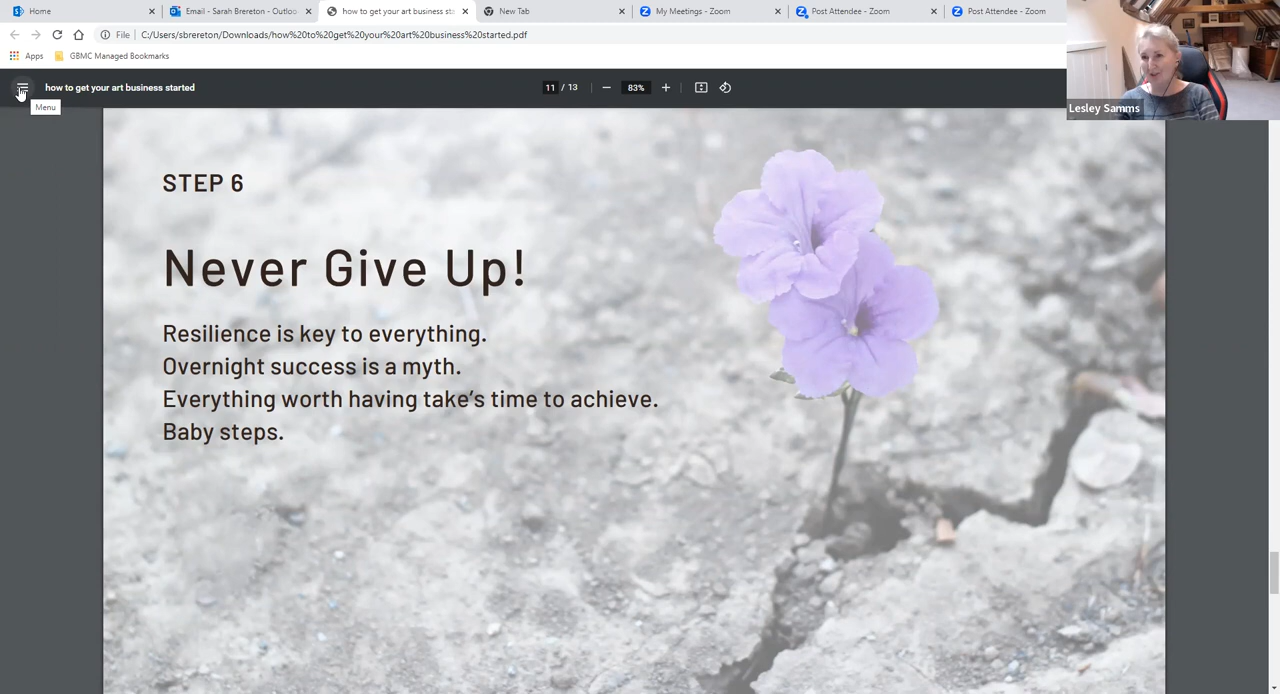 Home
Email - Sarah Brereton - Outloo
how to get your art business sta
New Tab
My Meetings - Zoom
Post Attendee - Zoom
Post Attendee - Zoom
File
C:/Users/sbrereton/Downloads/how%20to%20get%20your%20art%20business%20started.pdf
Apps
GBMC Managed Bookmarks
how to get your art business started
11 / 13
83%
Menu
Lesley Samms
STEP 6
Never Give Up!
Resilience is key to everything.
Overnight success is a myth.
Everything worth having take’s time to achieve.
Baby steps.